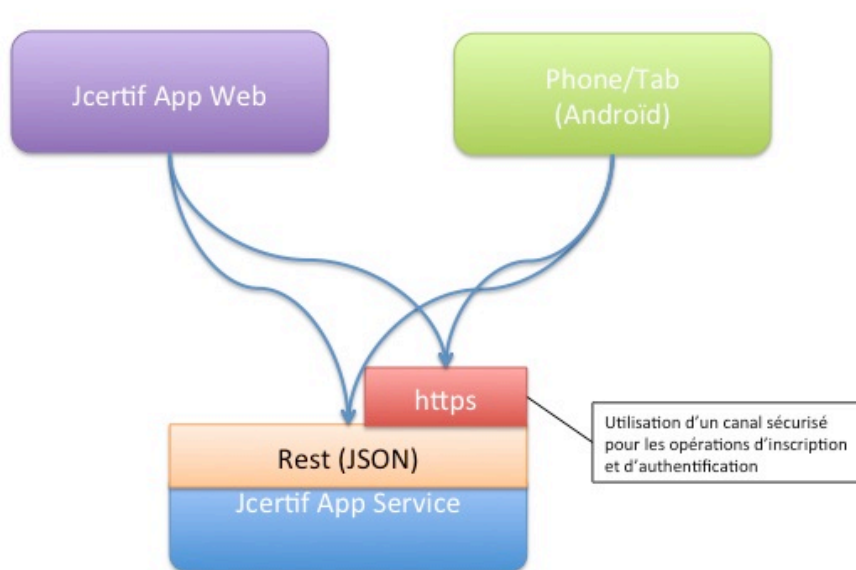 Jcertif App Web
Phone/Tab
(Androïd)
https
Utilisation d'un canal sécurisé
pour les opérations d'inscription
et d'authentification
Rest (JSON)
Jcertif App Service